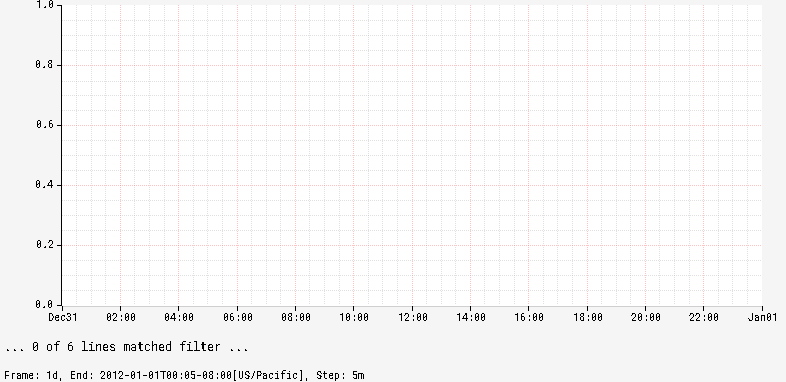 1.0
0.8
0.6
0.4
0.2
0.0
Dec31 02:00 04:00 06:00 08:00 10:00 12:00 14:00 16:00 18:00 20:00 22:00 Jan01
... 0 of 6 lines matched filter ...
Frame: 1d, End: 2012-01-01T00:05-08:00[US/Pacific], Step: 5m